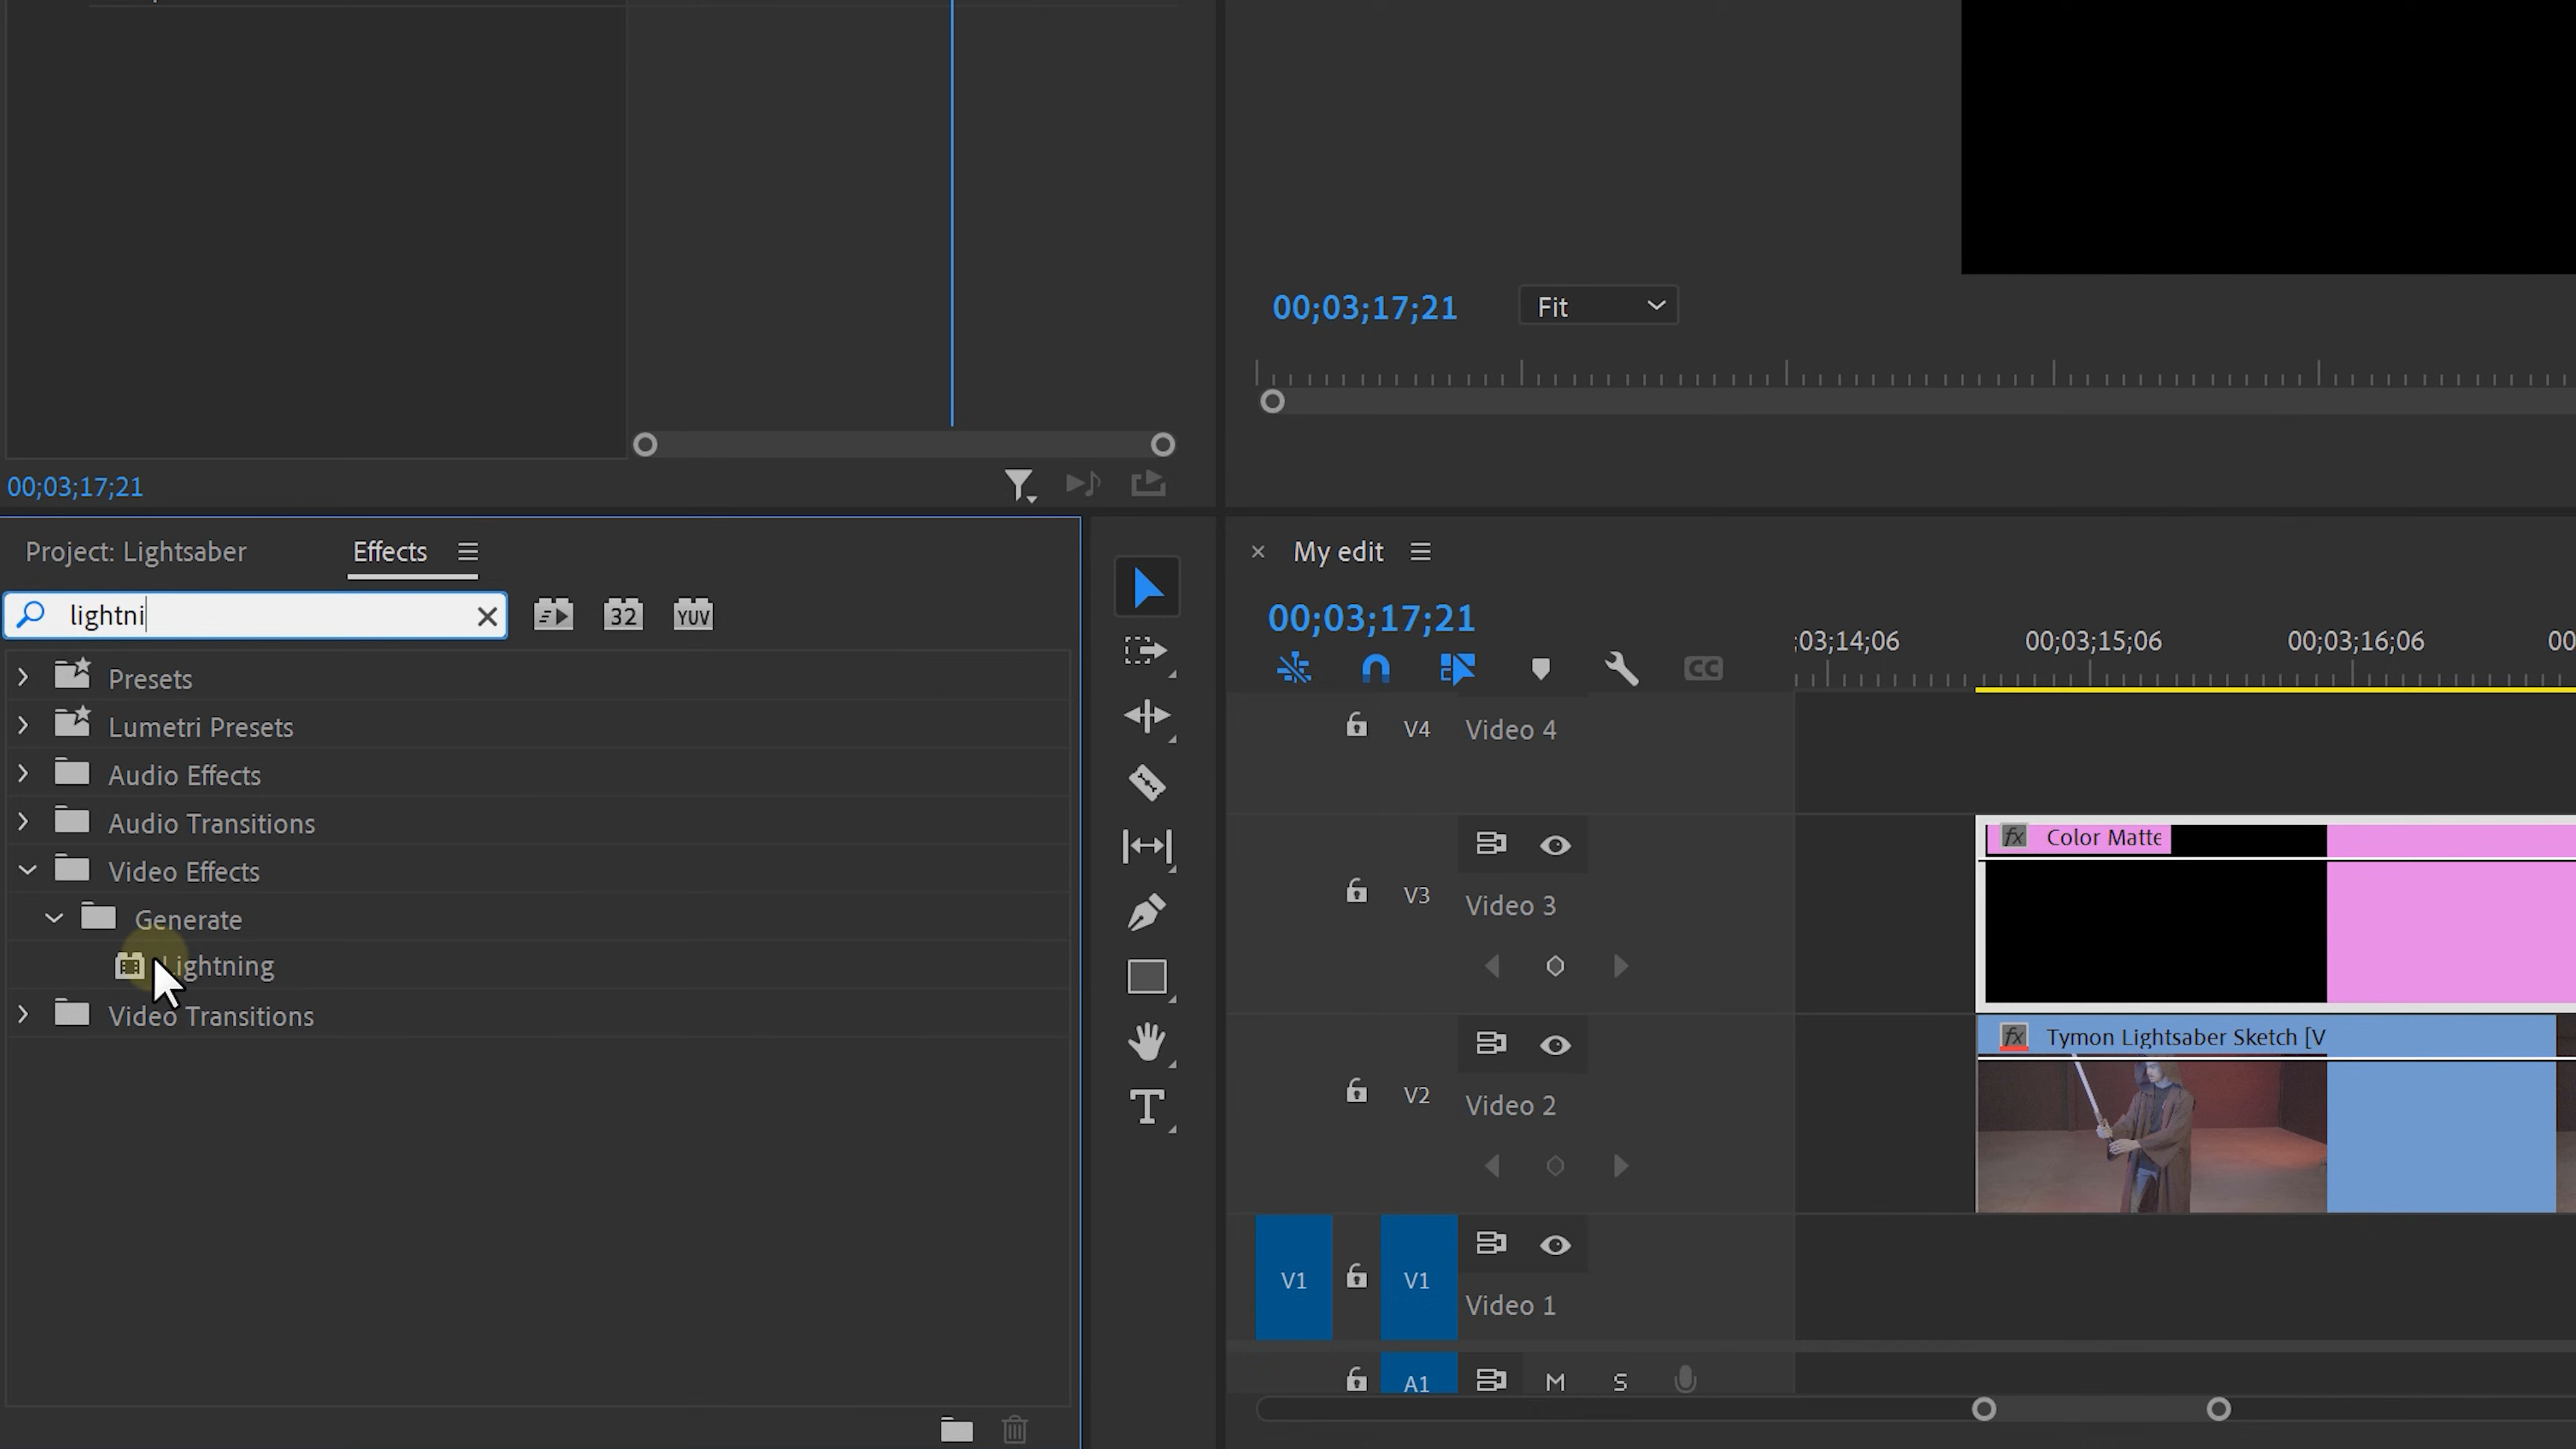 00;03;17;21
Fit
00;03;17;21
Project: Lightsaber
Effects
lightni
32
YUV
Presets
Lumetri Presets
Audio Effects
Audio Transitions
Video Effects
Generate
Lightning
Video Transitions
My edit
00;03;17;21
;03;14;06
00;03;15;06
00;03;16;06
00
CC
V4
Video 4
V3
Video 3
fx
Color Matte
V2
Video 2
fx
Tymon Lightsaber Sketch [V
V1
V1
Video 1
A1
M
S